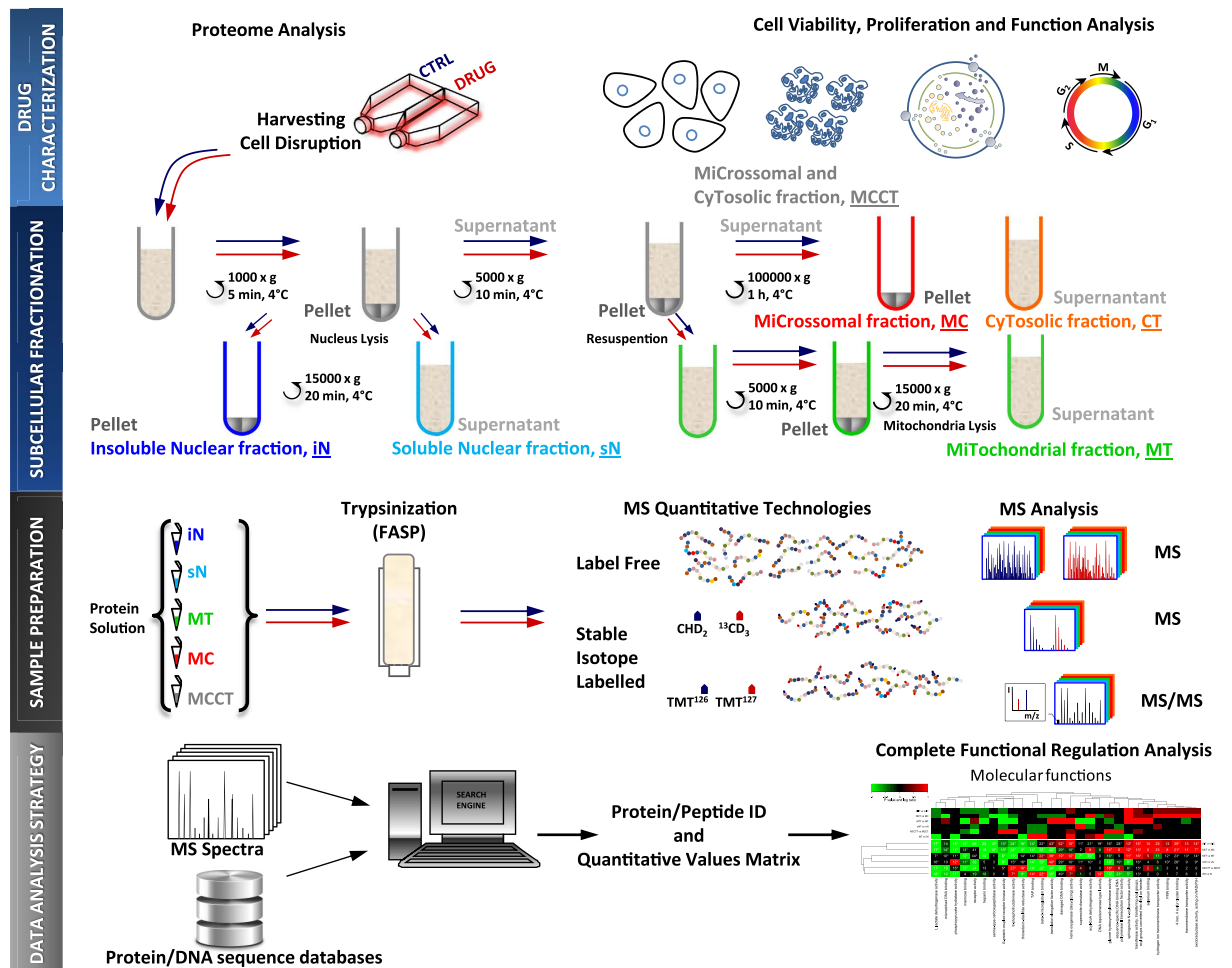 DRUG
CHARACTERIZATION
Proteome Analysis
CTRL
DRUG
Harvesting
Cell Disruption
Cell Viability, Proliferation and Function Analysis
M
G2
G1
S
SUBCELLULAR FRACTIONATION
MiCrossomal and
CyTosolic fraction, MCCT
1000 x g
5 min, 4°C
Pellet
Nucleus Lysis
Supernatant
5000 x g
10 min, 4°C
Pellet
Resuspention
Supernatant
100000 x g
1 h, 4°C
Pellet
MiCrossomal fraction, MC
Supernantant
CyTosolic fraction, CT
15000 x g
20 min, 4°C
Pellet
Insoluble Nuclear fraction, iN
Supernatant
Soluble Nuclear fraction, sN
5000 x g
10 min, 4°C
Pellet
15000 x g
20 min, 4°C
Mitochondria Lysis
Supernatant
MiTochondrial fraction, MT
SAMPLE PREPARATION
Protein
Solution
iN
sN
MT
MC
MCCT
Trypsinization
(FASP)
MS Quantitative Technologies
Label Free
Stable
Isotope
Labelled
CHD2
13CD3
TMT126
TMT127
MS Analysis
MS
MS
I
m/z
MS/MS
DATA ANALYSIS STRATEGY
MS Spectra
Protein/DNA sequence databases
SEARCH
ENGINE
Protein/Peptide ID
and
Quantitative Values Matrix
Complete Functional Regulation Analysis
Molecular functions